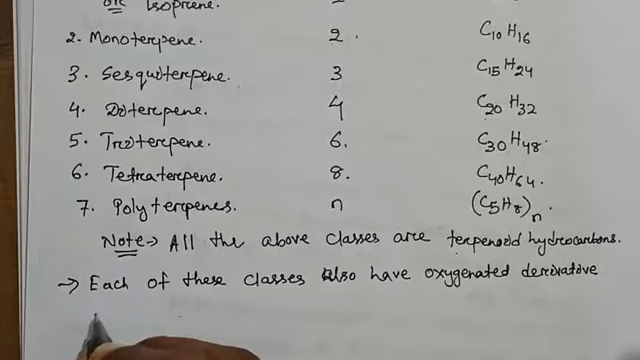 or Isoprene.
2. Monoterpene. 2. C10H16
3. Sesquiterpene. 3 C15H24
4. Diterpene. 4 C20H32
5. Triterpene. 6. C30H48.
6. Tetraterpene. 8. C40H64.
7. Polyterpenes. n (C5H8)n.
Note → All the above classes are terpenoid hydrocarbons.
→ Each of these classes also have oxygenated derivative